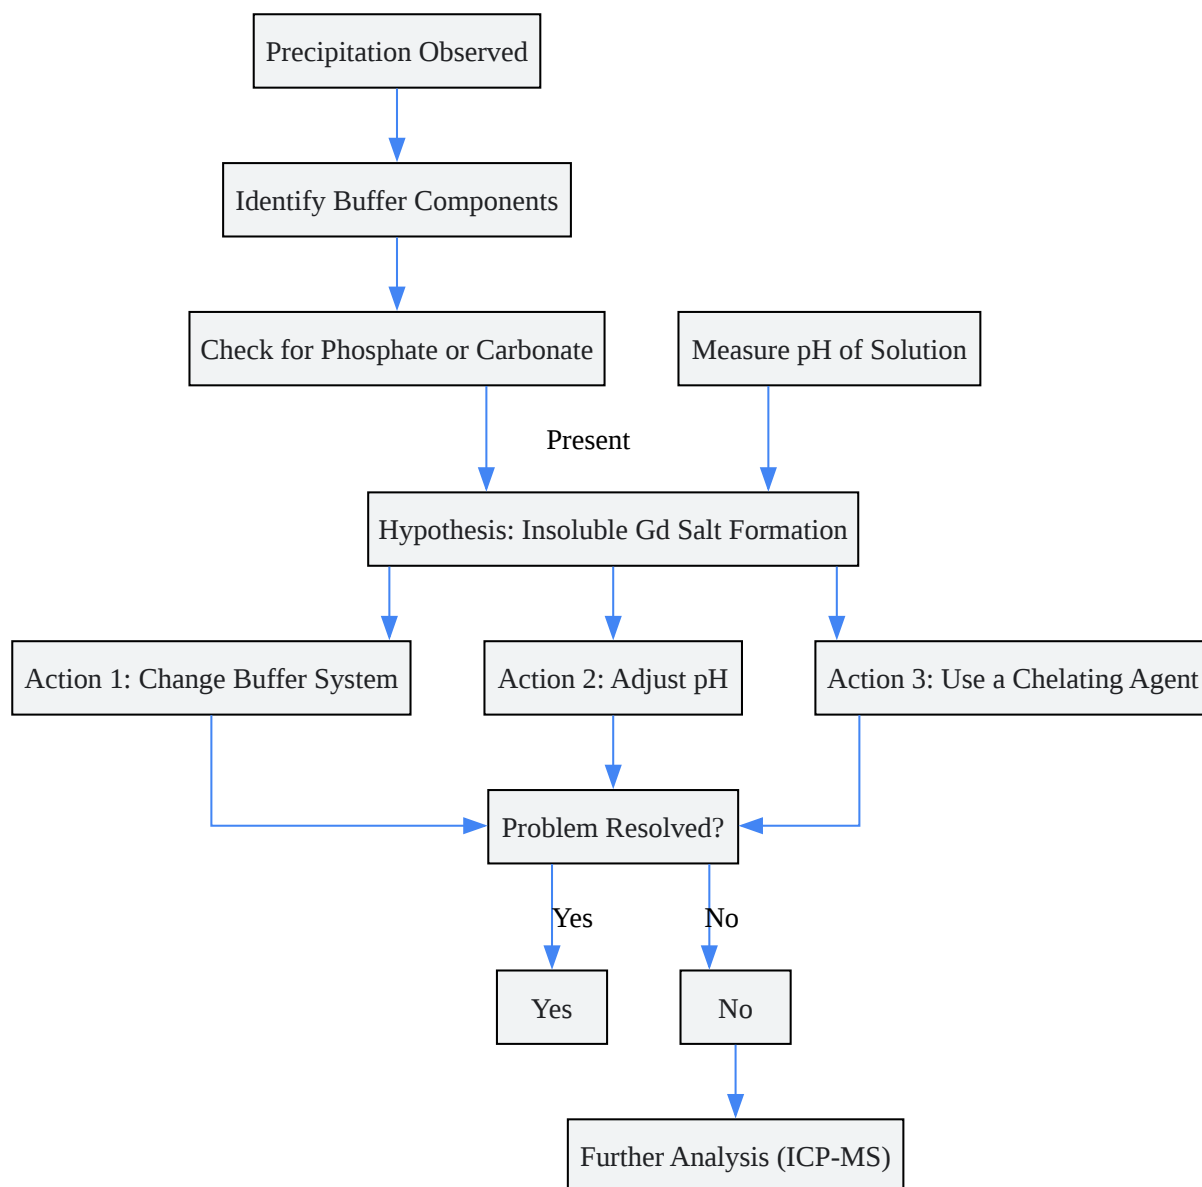 Precipitation Observed
Identify Buffer Components
Check for Phosphate or Carbonate
Measure pH of Solution
Present
Hypothesis: Insoluble Gd Salt Formation
Action 1: Change Buffer System
Action 2: Adjust pH
Action 3: Use a Chelating Agent
Problem Resolved?
Yes
No
Yes
No
Further Analysis (ICP-MS)